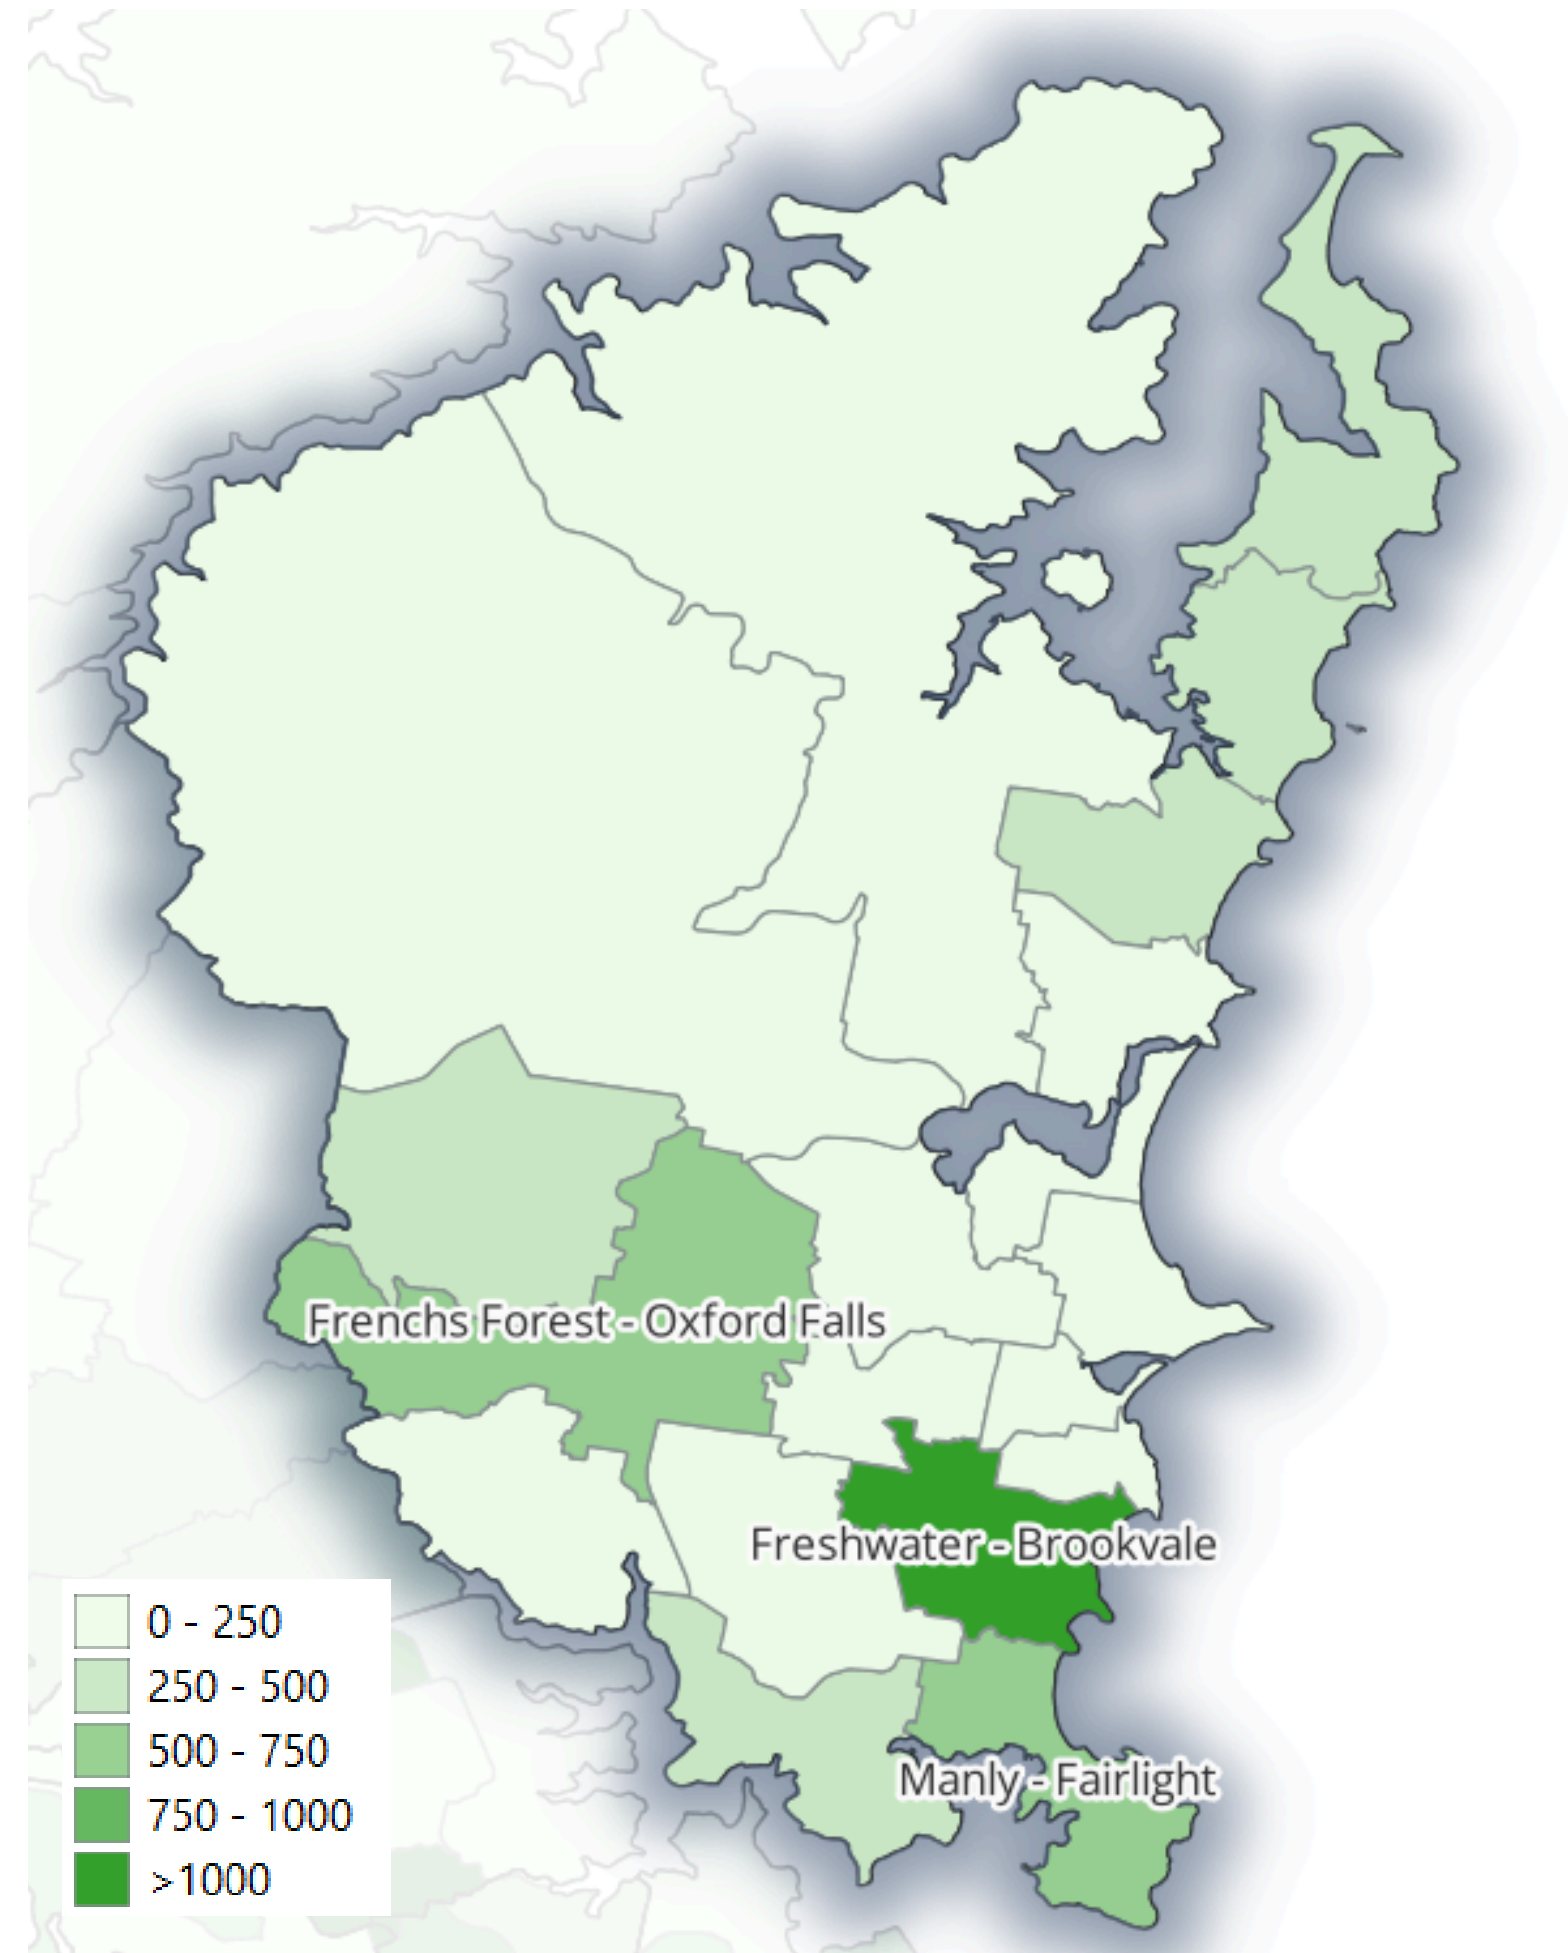 Frenchs Forest - Oxford Falls
Freshwater - Brookvale
Manly - Fairlight
0 - 250
250 - 500
500 - 750
750 - 1000
>1000